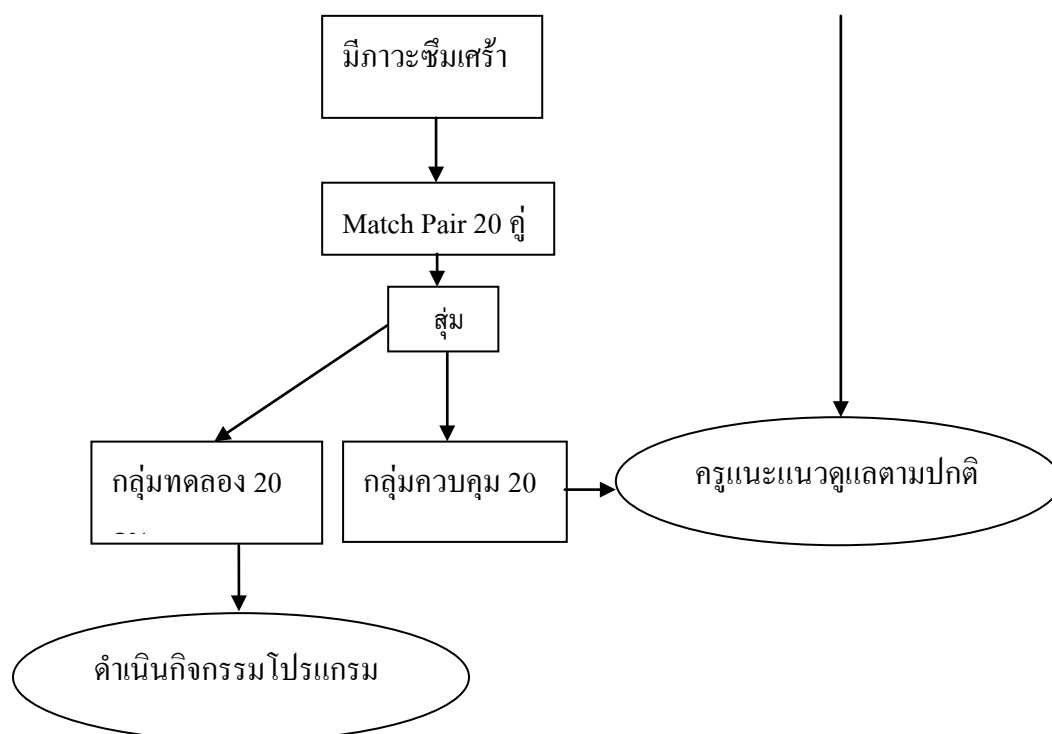 มีภาวะซึมเศร้า
Match Pair 20 คู่
สุ่ม
กลุ่มทดลอง 20
กลุ่มควบคุม 20
ครูแนะแนวดูแลตามปกติ
ดำเนินกิจกรรมโปรแกรม